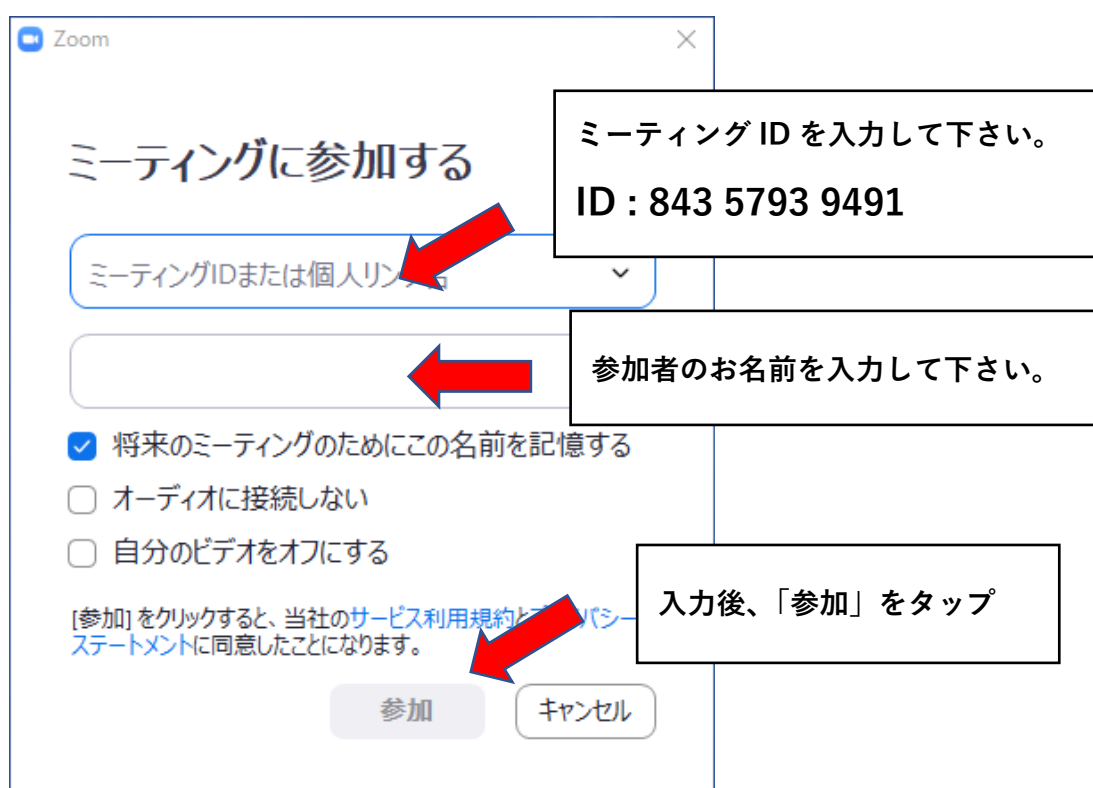 Zoom
ミーティングに参加する
ミーティング ID を入力して下さい。
ID : 843 5793 9491
ミーティングIDまたは個人リンク名
参加者のお名前を入力して下さい。
将来のミーティングのためにこの名前を記憶する
オーディオに接続しない
自分のビデオをオフにする
入力後、「参加」をタップ
[参加] をクリックすると、当社のサービス利用規約とプライバシー
ステートメントに同意したことになります。
参加
キャンセル